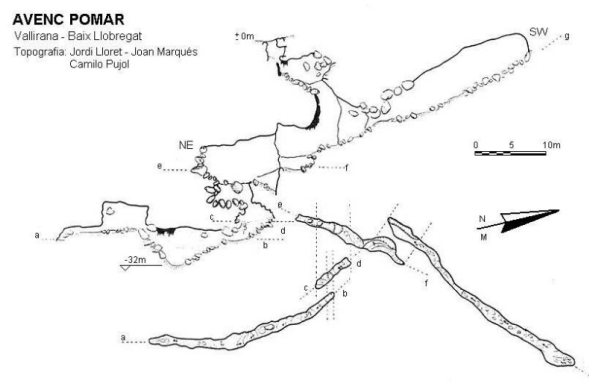 AVENC POMAR
Vallirana - Baix Llobregat
Topografia: Jordi Lloret - Joan Marqués
Camilo Pujol
± 0m
SW
g
NE
e
f
0 5 10m
e
c
d
a
b
N
M
-32m
d
c
b
f
a